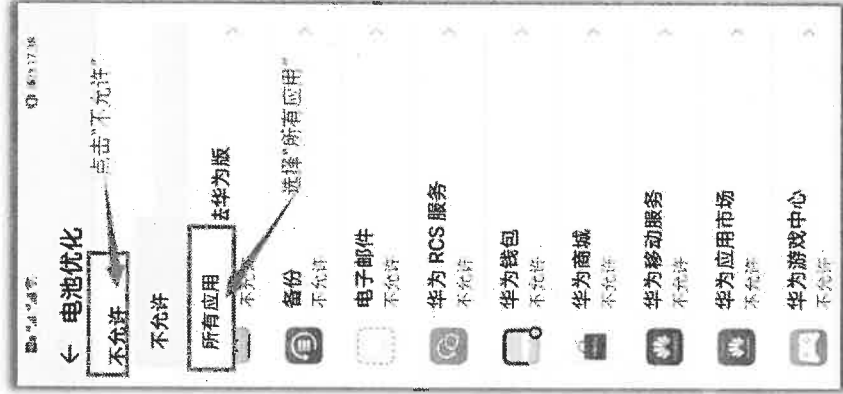 ← 电池优化
不允许
点击"不允许"
不允许
所有应用
去华为版
不允许
选择"所有应用"
备份
不允许
电子邮件
不允许
华为 RCS 服务
不允许
华为钱包
不允许
华为商城
不允许
华为移动服务
不允许
华为应用市场
不允许
华为游戏中心
不允许